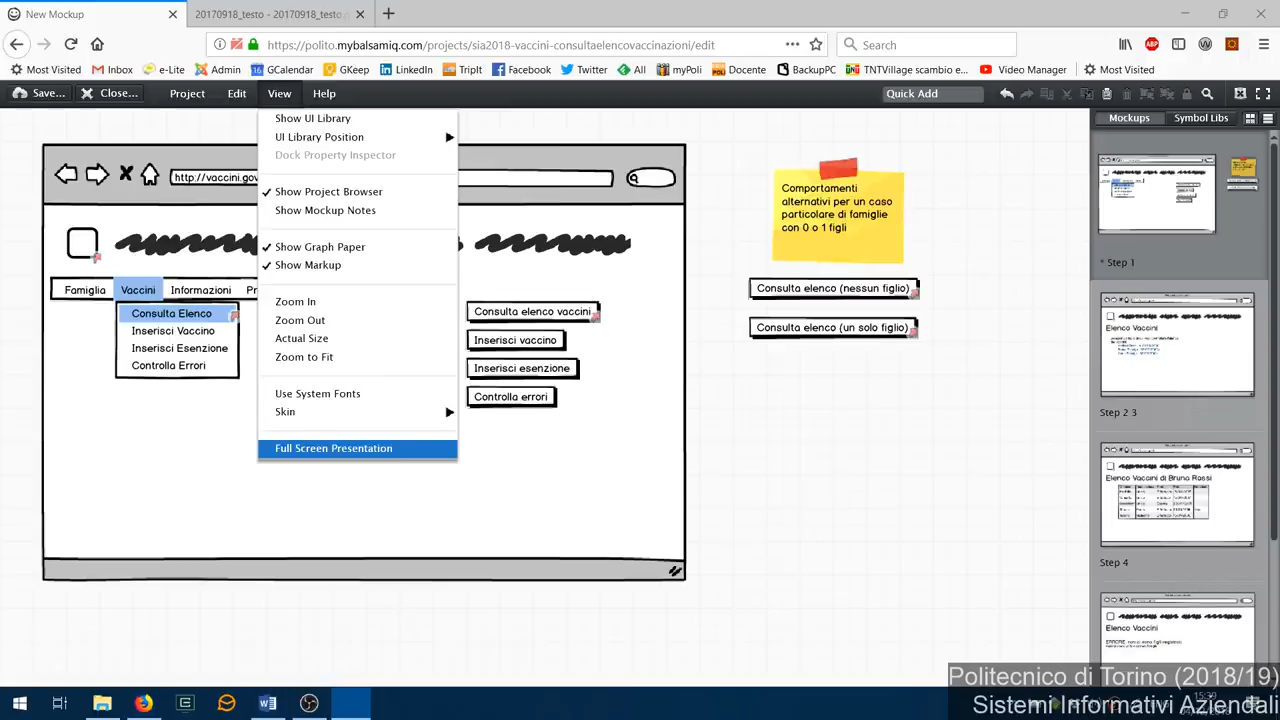 New Mockup
20170918_testo - 20170918_testo
https://polito.mybalsamiq.com/projects/sia2018-vaccini-consultaelencovaccinazioni/edit
Search
Most Visited
Inbox
e-Lite
Admin
GCalendar
GKeep
LinkedIn
TripIt
Facebook
Twitter
All
myPoli
Docente
BackupPC
TNTVillage scambio e...
Video Manager
Most Visited
Save...
Close...
Project
Edit
View
Help
Quick Add
Mockups
Symbol Libs
Show UI Library
UI Library Position
Dock Property Inspector
Show Project Browser
Show Mockup Notes
Show Graph Paper
Show Markup
Zoom In
Zoom Out
Actual Size
Zoom to Fit
Use System Fonts
Skin
Full Screen Presentation
http://vaccini.gov
Famiglia
Vaccini
Informazioni
Pr
Consulta Elenco
Inserisci Vaccino
Inserisci Esenzione
Controlla Errori
Consulta elenco vaccini
Inserisci vaccino
Inserisci esenzione
Controlla errori
Comportamenti
alternativi per un caso
particolare di famiglie
con 0 o 1 figli
Consulta elenco (nessun figlio)
Consulta elenco (un solo figlio)
* Step 1
Elenco Vaccini
Step 2 3
Elenco Vaccini di Bruna Rossi
Step 4
Elenco Vaccini
Politecnico di Torino (2018/19)
15:39
Sistemi Informativi Aziendali